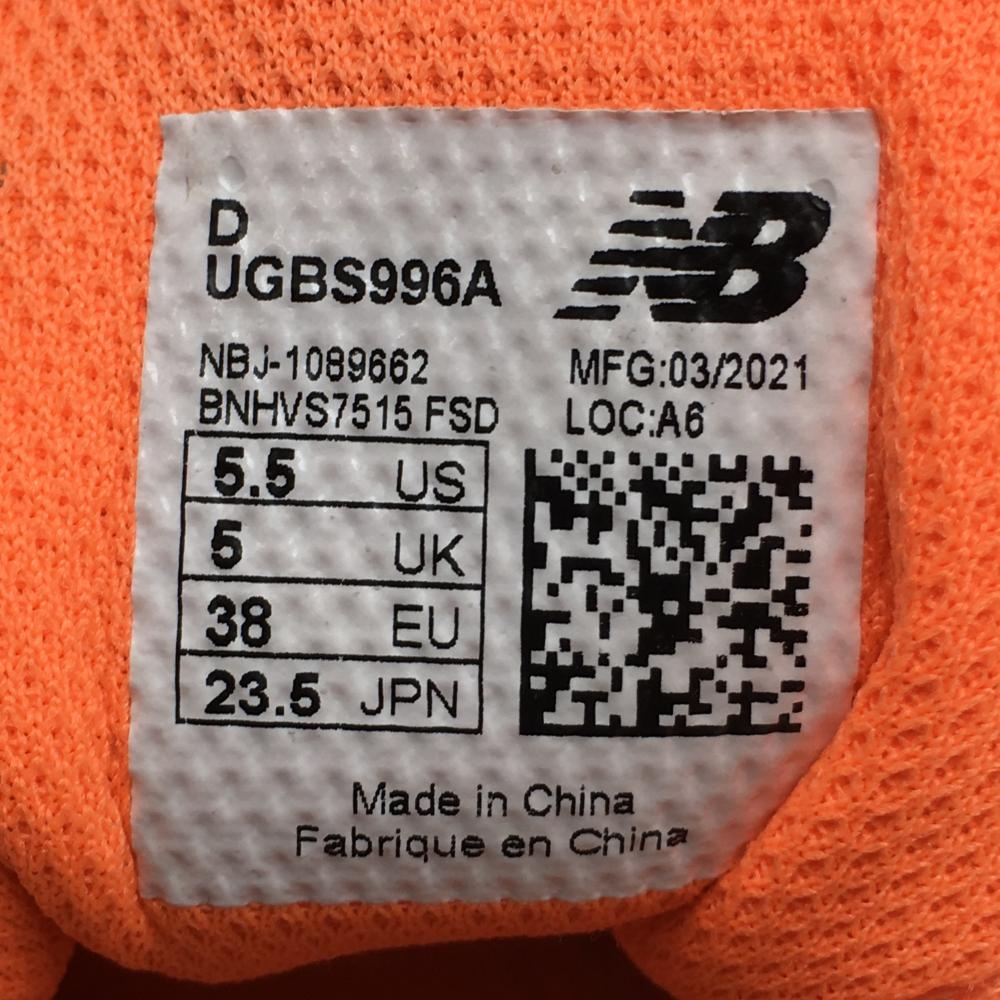 D
UGBS996A
NB
NBJ-1089662
MFG:03/2021
BNHVS7515 FSD
LOC:A6
5.5 US
5 UK
38 EU
23.5 JPN
Made in China
Fabrique en China